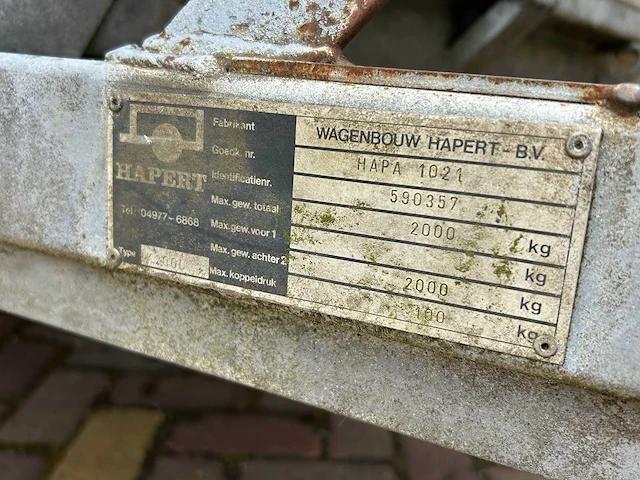 Fabrikant WAGENBOUW HAPERT - B.V.
Goedk. nr. HAPA 1021
HAPERT
Identificatienr. 590357
Max. gew. totaal 2000 kg
Tel.: 04977-6868
Max. gew. voor 1 kg
Max. gew. achter 2 2000 kg
Type
Max. koppeldruk 100 kg